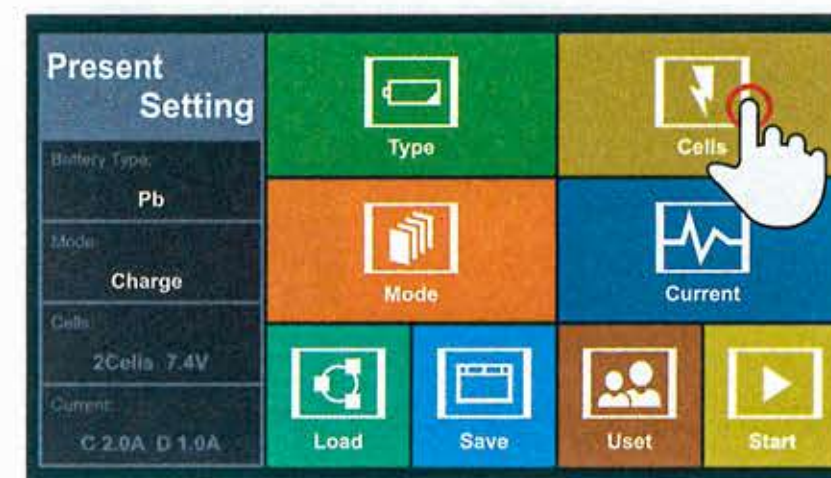 Present
Setting
Battery Type:
Pb
Mode:
Charge
Cells:
2Cells 7.4V
Current:
C 2.0A D 1.0A
Type
Cells
Mode
Current
Load
Save
Uset
Start